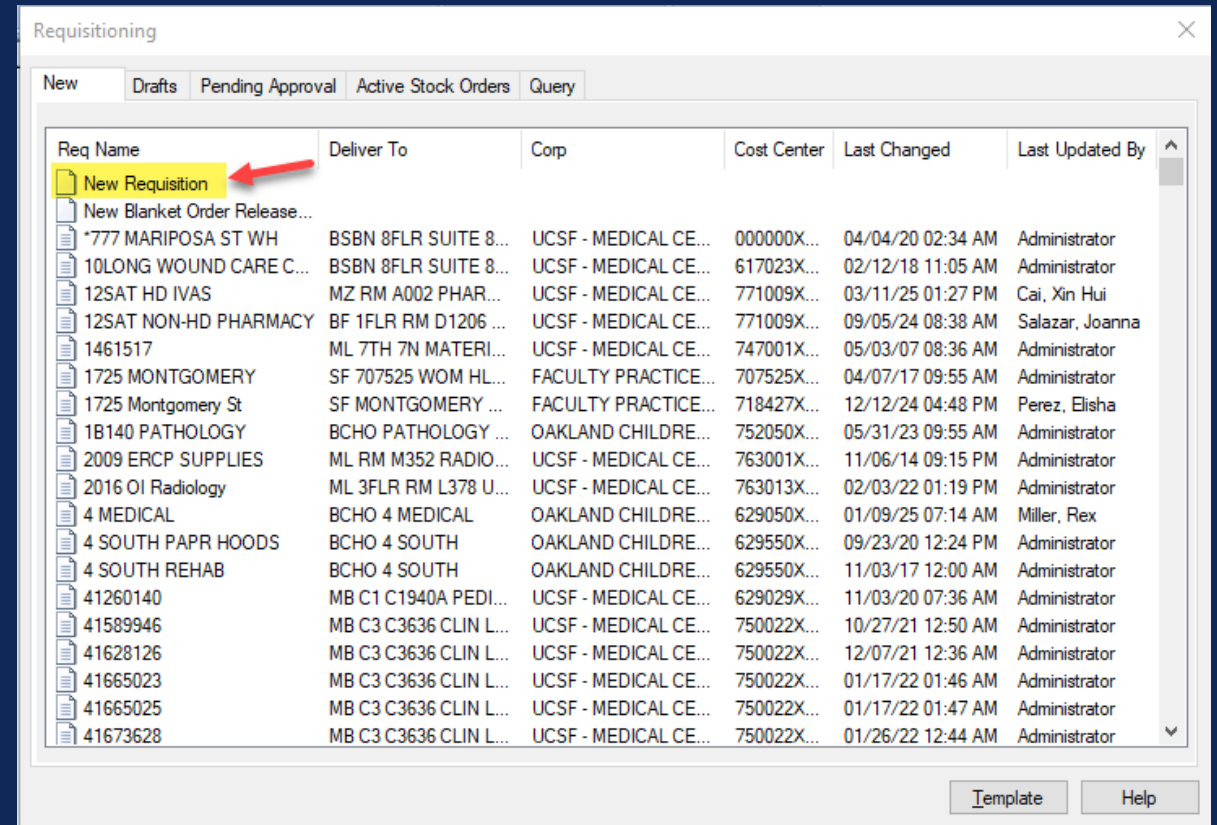 Requisitioning
New Drafts Pending Approval Active Stock Orders Query
Req Name Deliver To Corp Cost Center Last Changed Last Updated By
New Requisition
New Blanket Order Release...
*777 MARIPOSA ST WH BSBN 8FLR SUITE 8... UCSF - MEDICAL CE... 000000X... 04/04/20 02:34 AM Administrator
10LONG WOUND CARE C... BSBN 8FLR SUITE 8... UCSF - MEDICAL CE... 617023X... 02/12/18 11:05 AM Administrator
12SAT HD IVAS MZ RM A002 PHAR... UCSF - MEDICAL CE... 771009X... 03/11/25 01:27 PM Cai, Xin Hui
12SAT NON-HD PHARMACY BF 1FLR RM D1206 ... UCSF - MEDICAL CE... 771009X... 09/05/24 08:38 AM Salazar, Joanna
1461517 ML 7TH 7N MATERI... UCSF - MEDICAL CE... 747001X... 05/03/07 08:36 AM Administrator
1725 MONTGOMERY SF 707525 WOM HL... FACULTY PRACTICE... 707525X... 04/07/17 09:55 AM Administrator
1725 Montgomery St SF MONTGOMERY ... FACULTY PRACTICE... 718427X... 12/12/24 04:48 PM Perez, Elisha
1B140 PATHOLOGY BCHO PATHOLOGY ... OAKLAND CHILDRE... 752050X... 05/31/23 09:55 AM Administrator
2009 ERCP SUPPLIES ML RM M352 RADIO... UCSF - MEDICAL CE... 763001X... 11/06/14 09:15 PM Administrator
2016 OI Radiology ML 3FLR RM L378 U... UCSF - MEDICAL CE... 763013X... 02/03/22 01:19 PM Administrator
4 MEDICAL BCHO 4 MEDICAL OAKLAND CHILDRE... 629050X... 01/09/25 07:14 AM Miller, Rex
4 SOUTH PAPR HOODS BCHO 4 SOUTH OAKLAND CHILDRE... 629550X... 09/23/20 12:24 PM Administrator
4 SOUTH REHAB BCHO 4 SOUTH OAKLAND CHILDRE... 629550X... 11/03/17 12:00 AM Administrator
41260140 MB C1 C1940A PEDI... UCSF - MEDICAL CE... 629029X... 11/03/20 07:36 AM Administrator
41589946 MB C3 C3636 CLIN L... UCSF - MEDICAL CE... 750022X... 10/27/21 12:50 AM Administrator
41628126 MB C3 C3636 CLIN L... UCSF - MEDICAL CE... 750022X... 12/07/21 12:36 AM Administrator
41665023 MB C3 C3636 CLIN L... UCSF - MEDICAL CE... 750022X... 01/17/22 01:46 AM Administrator
41665025 MB C3 C3636 CLIN L... UCSF - MEDICAL CE... 750022X... 01/17/22 01:47 AM Administrator
41673628 MB C3 C3636 CLIN L... UCSF - MEDICAL CE... 750022X... 01/26/22 12:44 AM Administrator
Template Help